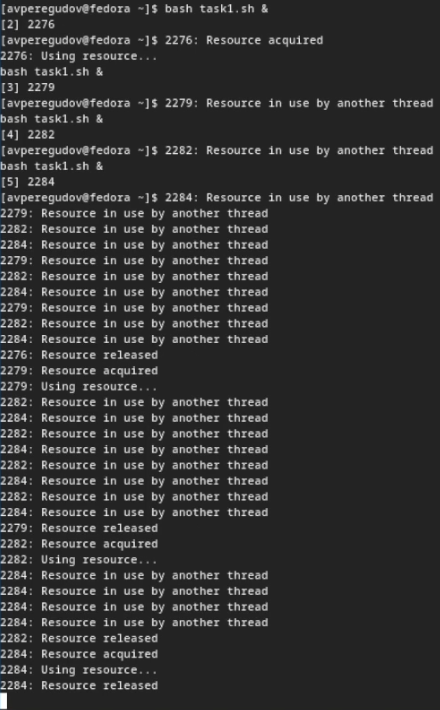 [avperegudov@fedora ~]$ bash task1.sh &
[2] 2276
[avperegudov@fedora ~]$ 2276: Resource acquired
2276: Using resource...
bash task1.sh &
[3] 2279
[avperegudov@fedora ~]$ 2279: Resource in use by another thread
bash task1.sh &
[4] 2282
[avperegudov@fedora ~]$ 2282: Resource in use by another thread
bash task1.sh &
[5] 2284
[avperegudov@fedora ~]$ 2284: Resource in use by another thread
2279: Resource in use by another thread
2282: Resource in use by another thread
2284: Resource in use by another thread
2279: Resource in use by another thread
2282: Resource in use by another thread
2284: Resource in use by another thread
2279: Resource in use by another thread
2282: Resource in use by another thread
2284: Resource in use by another thread
2276: Resource released
2279: Resource acquired
2279: Using resource...
2282: Resource in use by another thread
2284: Resource in use by another thread
2282: Resource in use by another thread
2284: Resource in use by another thread
2282: Resource in use by another thread
2284: Resource in use by another thread
2282: Resource in use by another thread
2284: Resource in use by another thread
2279: Resource released
2282: Resource acquired
2282: Using resource...
2284: Resource in use by another thread
2284: Resource in use by another thread
2284: Resource in use by another thread
2284: Resource in use by another thread
2282: Resource released
2284: Resource acquired
2284: Using resource...
2284: Resource released